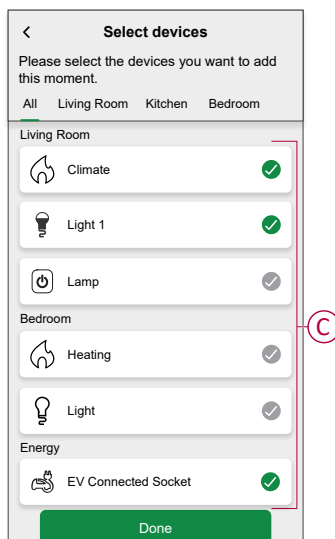 Select devices
Please select the devices you want to add
this moment.
All Living Room Kitchen Bedroom
Living Room
Climate
Light 1
Lamp
Bedroom
Heating
Light
Energy
EV Connected Socket
Done
C